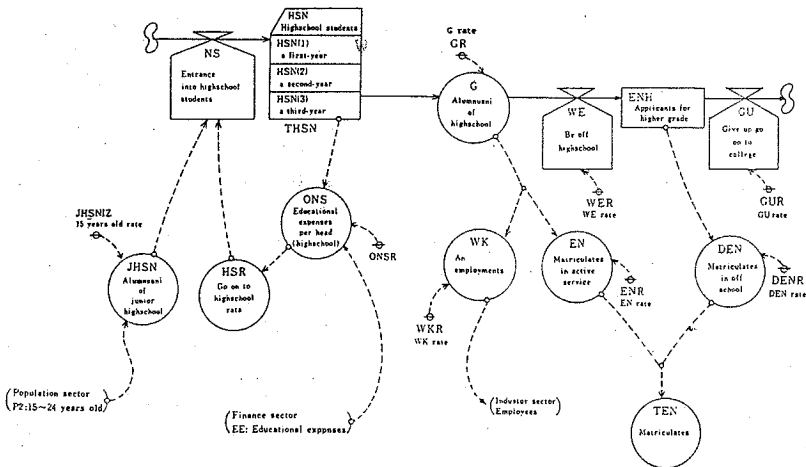 HSN
Highschool students
HSN(1)
a first-year
HSN(2)
a second-year
HSN(3)
a third-year
THSN
NS
Entrance
into highschool
students
G rate
GR
G
Alumnuani
of
highschool
WE
Be off
highschool
WER
WE rate
ENH
Applicants for
higher grade
GU
Give up go
on to
college
GUR
GU rate
JHSN12
15 years old rate
JHSN
Alumnuani
of
junior
highschool
HSR
Go on to
highschool
rata
ONS
Educational
expenses
per head
(highschool)
ONSR
WK
An
employments
WKR
WK rate
EN
Matriculates
in active
service
ENR
EN rate
DEN
Matriculates
in off
school
DENR
DEN rate
(Population sector
P2:15~24 years old)
(Finance sector
EE: Educational exppnses)
(Indastor sector
Employees)
TEN
Matriculates